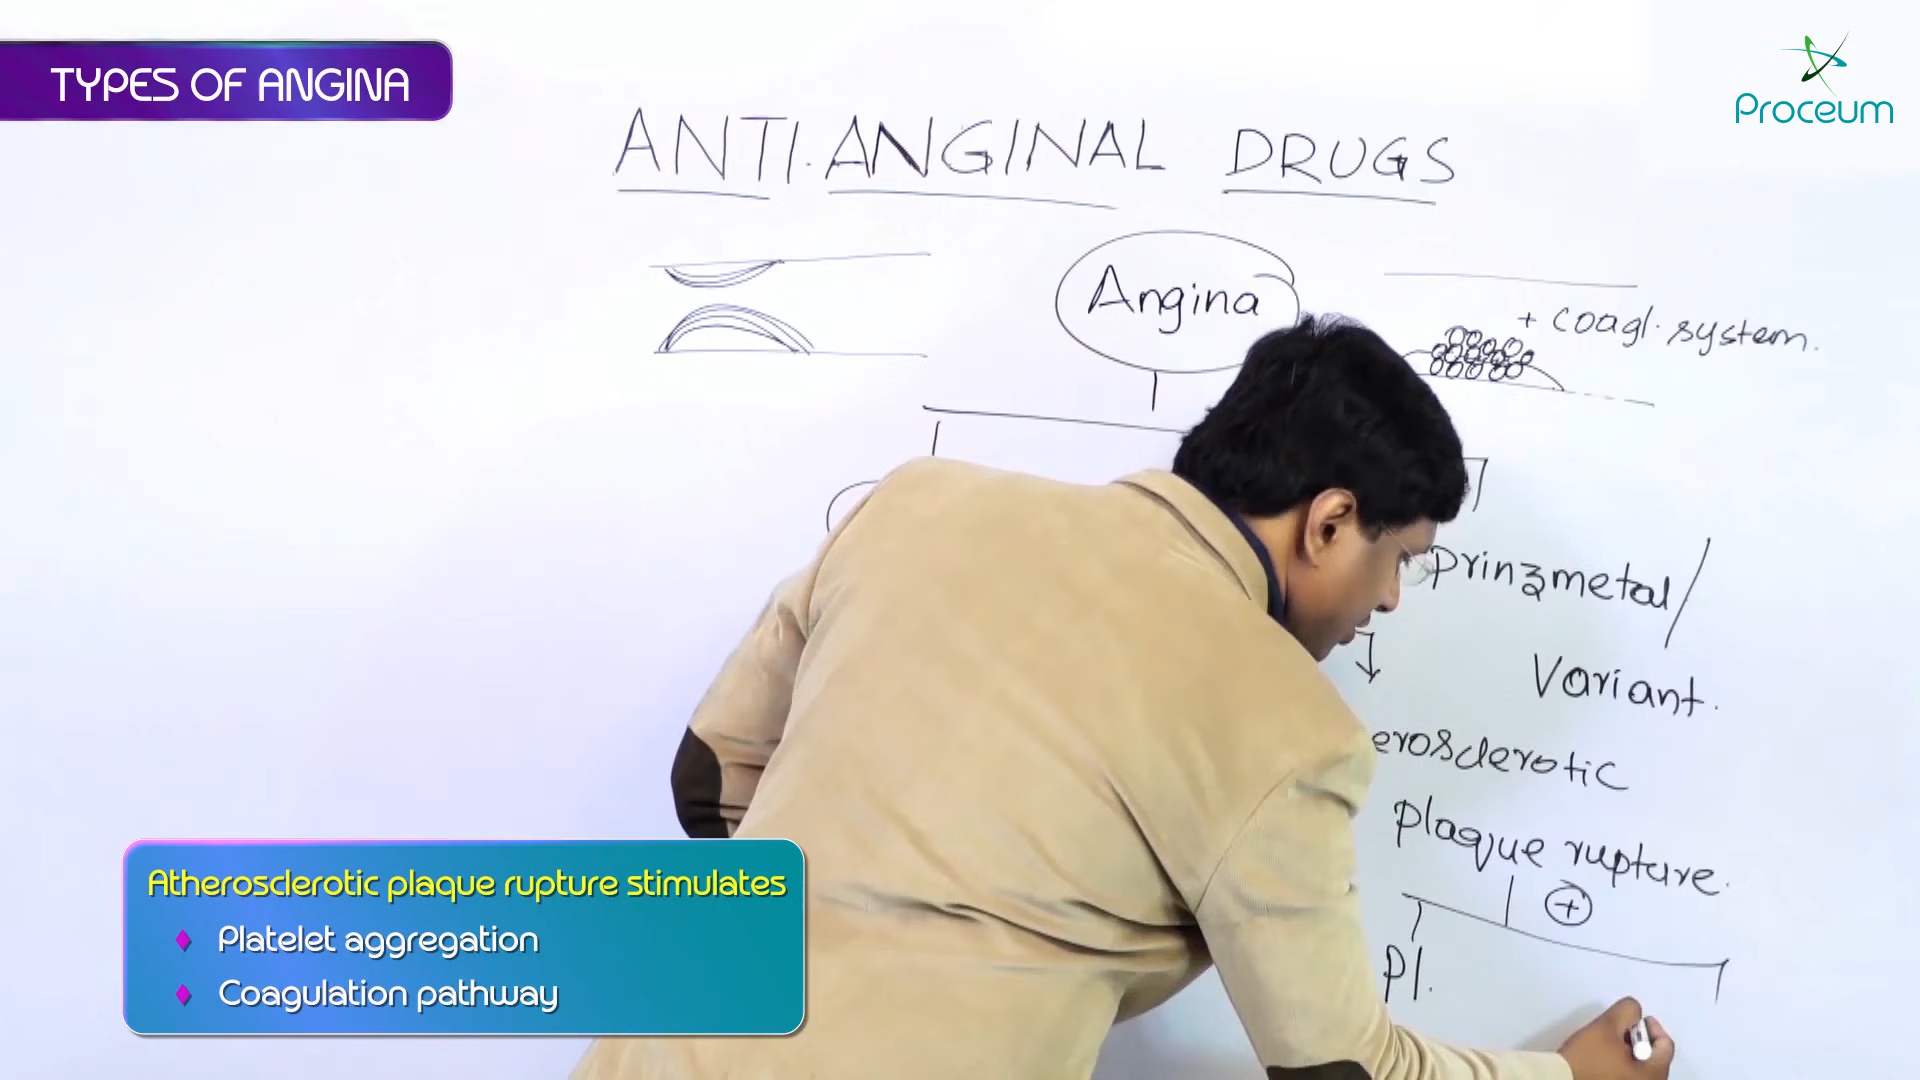 TYPES OF ANGINA
Proceum
ANTI. ANGINAL DRUGS
Angina
+ coagl. system.
prinzmetal/
Variant.
erosclerotic
plaque rupture.
+
pl.
Atherosclerotic plaque rupture stimulates
Platelet aggregation
Coagulation pathway